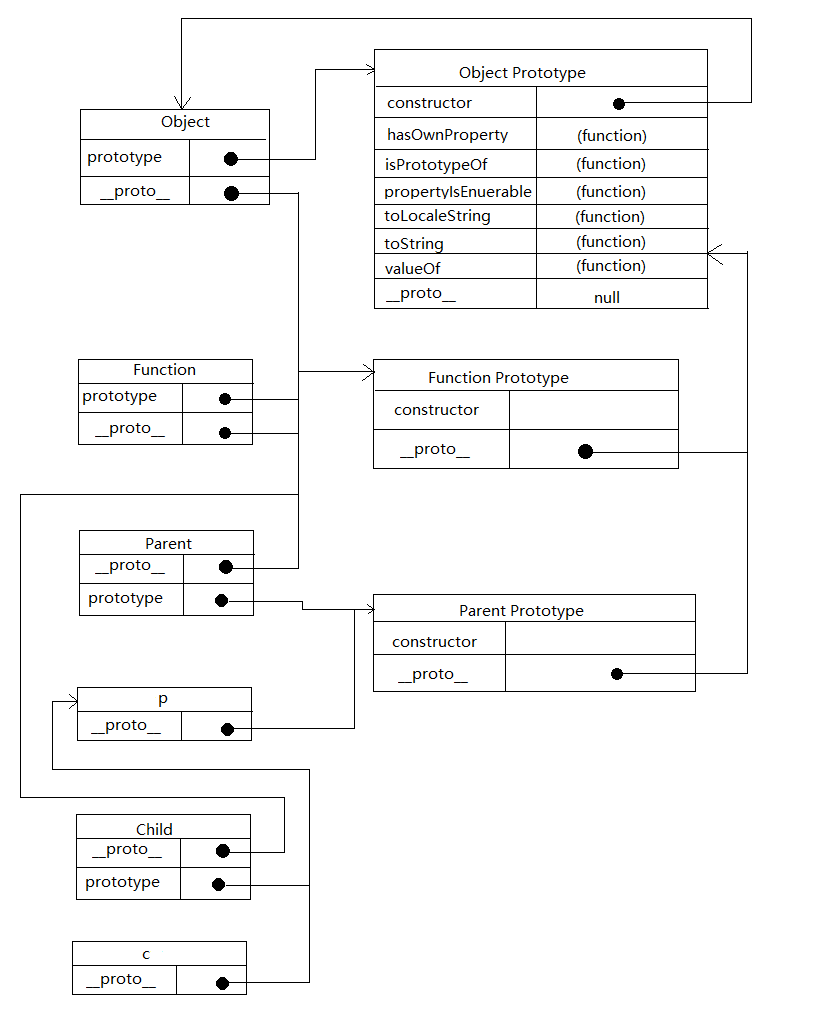 Object Prototype
constructor
hasOwnProperty (function)
isPrototypeOf (function)
propertyIsEnuerable (function)
toLocaleString (function)
toString (function)
valueOf (function)
__proto__ null
Object
prototype
__proto__
Function
prototype
__proto__
Function Prototype
constructor
__proto__
Parent
__proto__
prototype
Parent Prototype
constructor
__proto__
p
__proto__
Child
__proto__
prototype
c
__proto__